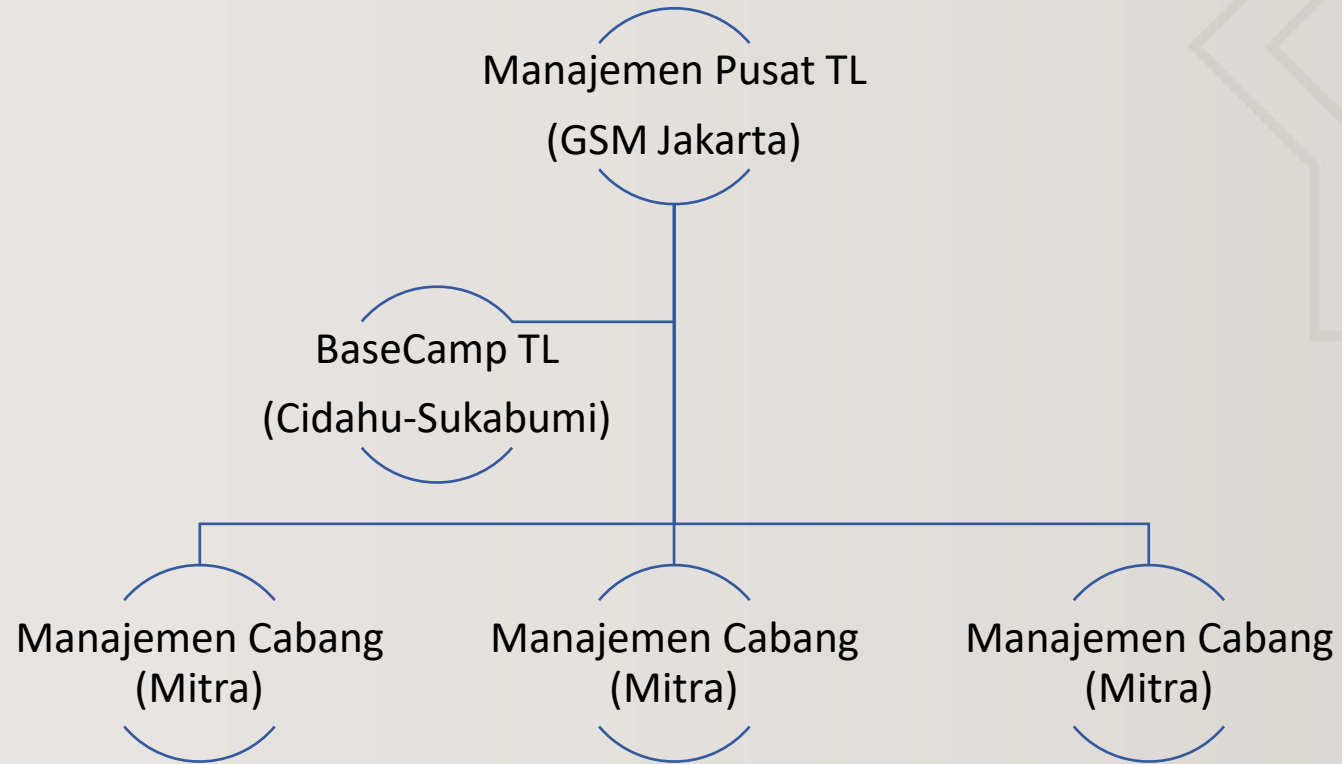 Manajemen Pusat TL
(GSM Jakarta)
BaseCamp TL
(Cidahu-Sukabumi)
Manajemen Cabang
(Mitra)
Manajemen Cabang
(Mitra)
Manajemen Cabang
(Mitra)